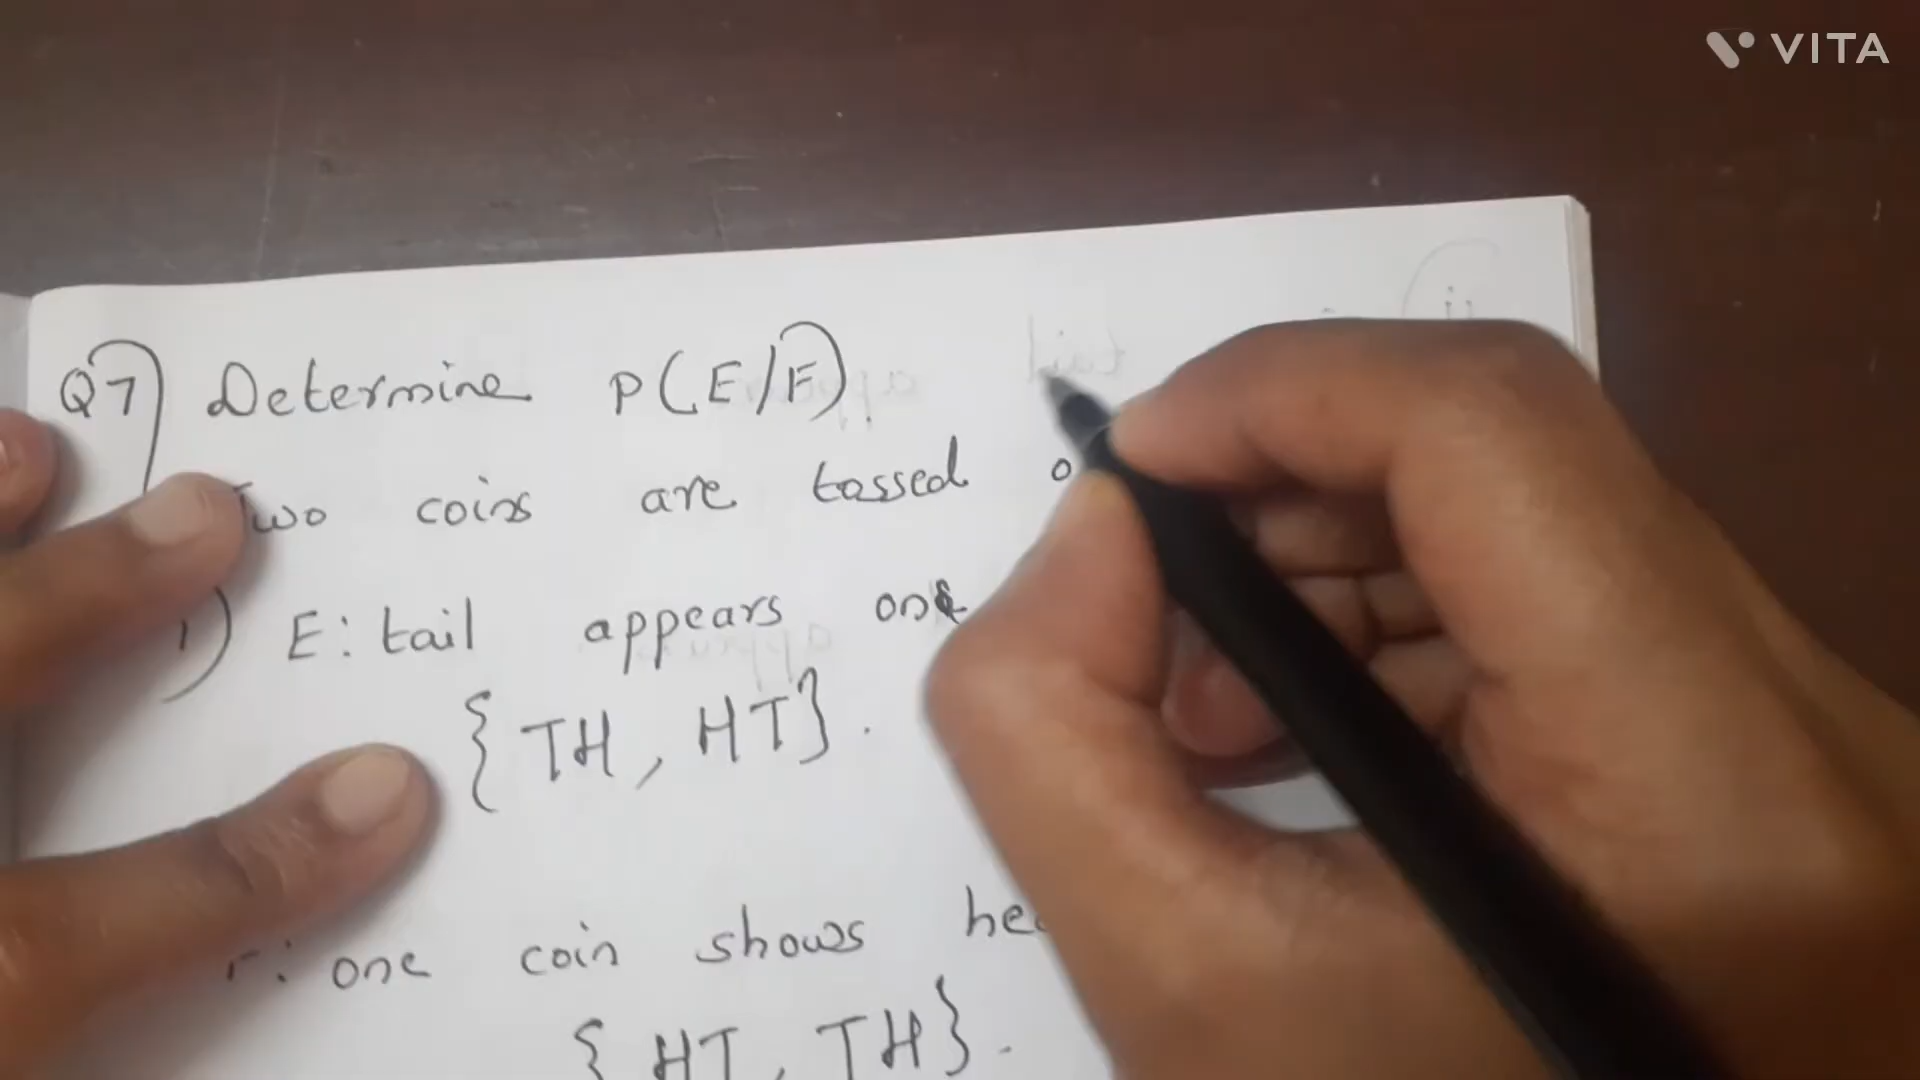 VITA
Q7) Determine P(E/F).
Two coins are tossed
1) E: tail appears
{TH, HT}.
F: one coin shows
{HT, TH}.